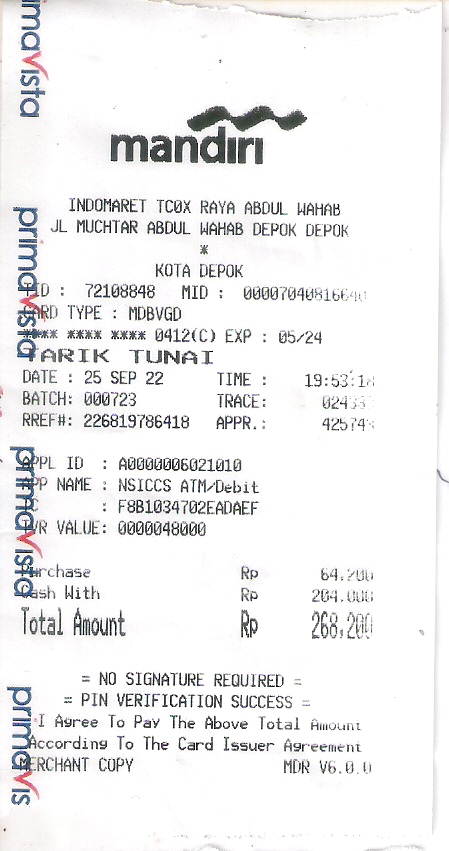 mandiri
INDOMARET TC0X RAYA ABDUL WAHAB
JL MUCHTAR ABDUL WAHAB DEPOK DEPOK
*
KOTA DEPOK
TID : 72108848 MID : 00007040816640
CARD TYPE : MDBVGD
**** **** **** 0412(C) EXP : 05/24
TARIK TUNAI
DATE : 25 SEP 22 TIME : 19:53:18
BATCH: 000723 TRACE:
RREF#: 226819786418 APPR.:
APPL ID : A0000006021010
APP NAME : NSICCS ATM/Debit
: F8B1034702EADAEF
TVR VALUE: 0000048000
Purchase Rp 64.200
Cash With Rp 204.000
Total Amount Rp 268,200
= NO SIGNATURE REQUIRED =
= PIN VERIFICATION SUCCESS =
I Agree To Pay The Above Total Amount
According To The Card Issuer Agreement
MERCHANT COPY MDR V6.0.0
primavista
primavista
primavista
primavis